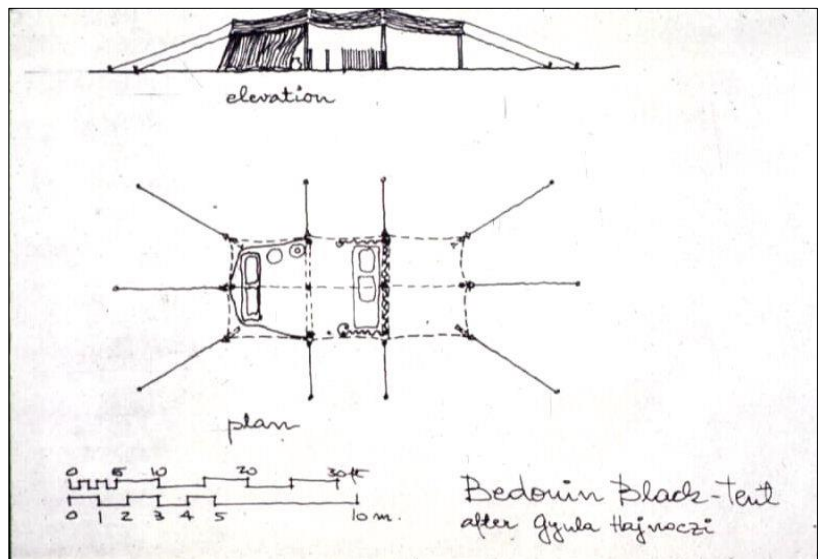 elevation
plan
0 5 10 20 30 ft
0 1 2 3 4 5 10 m.
Bedouin Black-Tent
after Gyula Hajnoczi